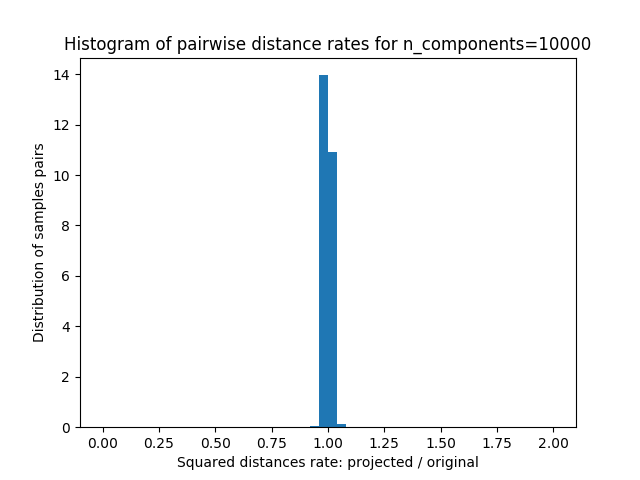 Histogram of pairwise distance rates for n_components=10000
14
12
10
8
6
4
2
0
Distribution of samples pairs
0.00 0.25 0.50 0.75 1.00 1.25 1.50 1.75 2.00
Squared distances rate: projected / original